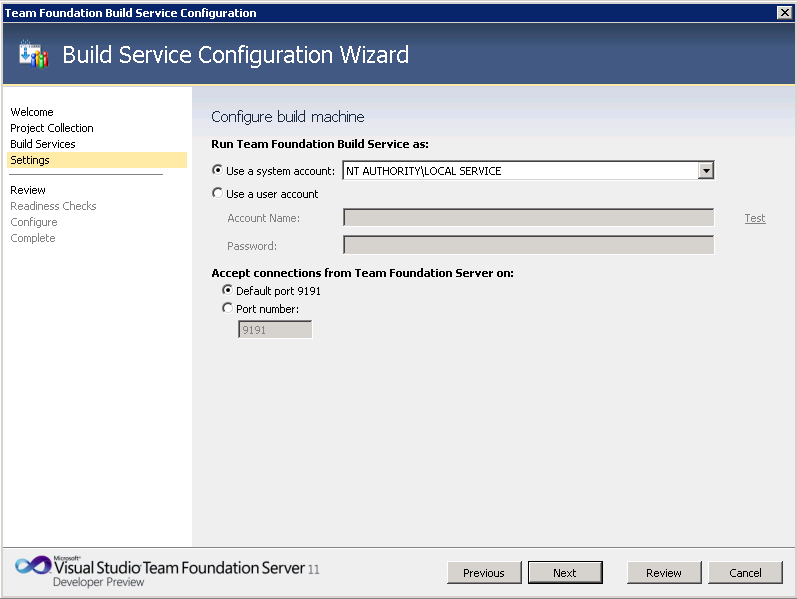 Team Foundation Build Service Configuration
Build Service Configuration Wizard
Welcome
Project Collection
Build Services
Settings
Review
Readiness Checks
Configure
Complete
Configure build machine
Run Team Foundation Build Service as:
Use a system account: NT AUTHORITY\LOCAL SERVICE
Use a user account
Account Name: Test
Password:
Accept connections from Team Foundation Server on:
Default port 9191
Port number:
9191
Microsoft®
Visual Studio® Team Foundation Server 11
Developer Preview
Previous Next Review Cancel